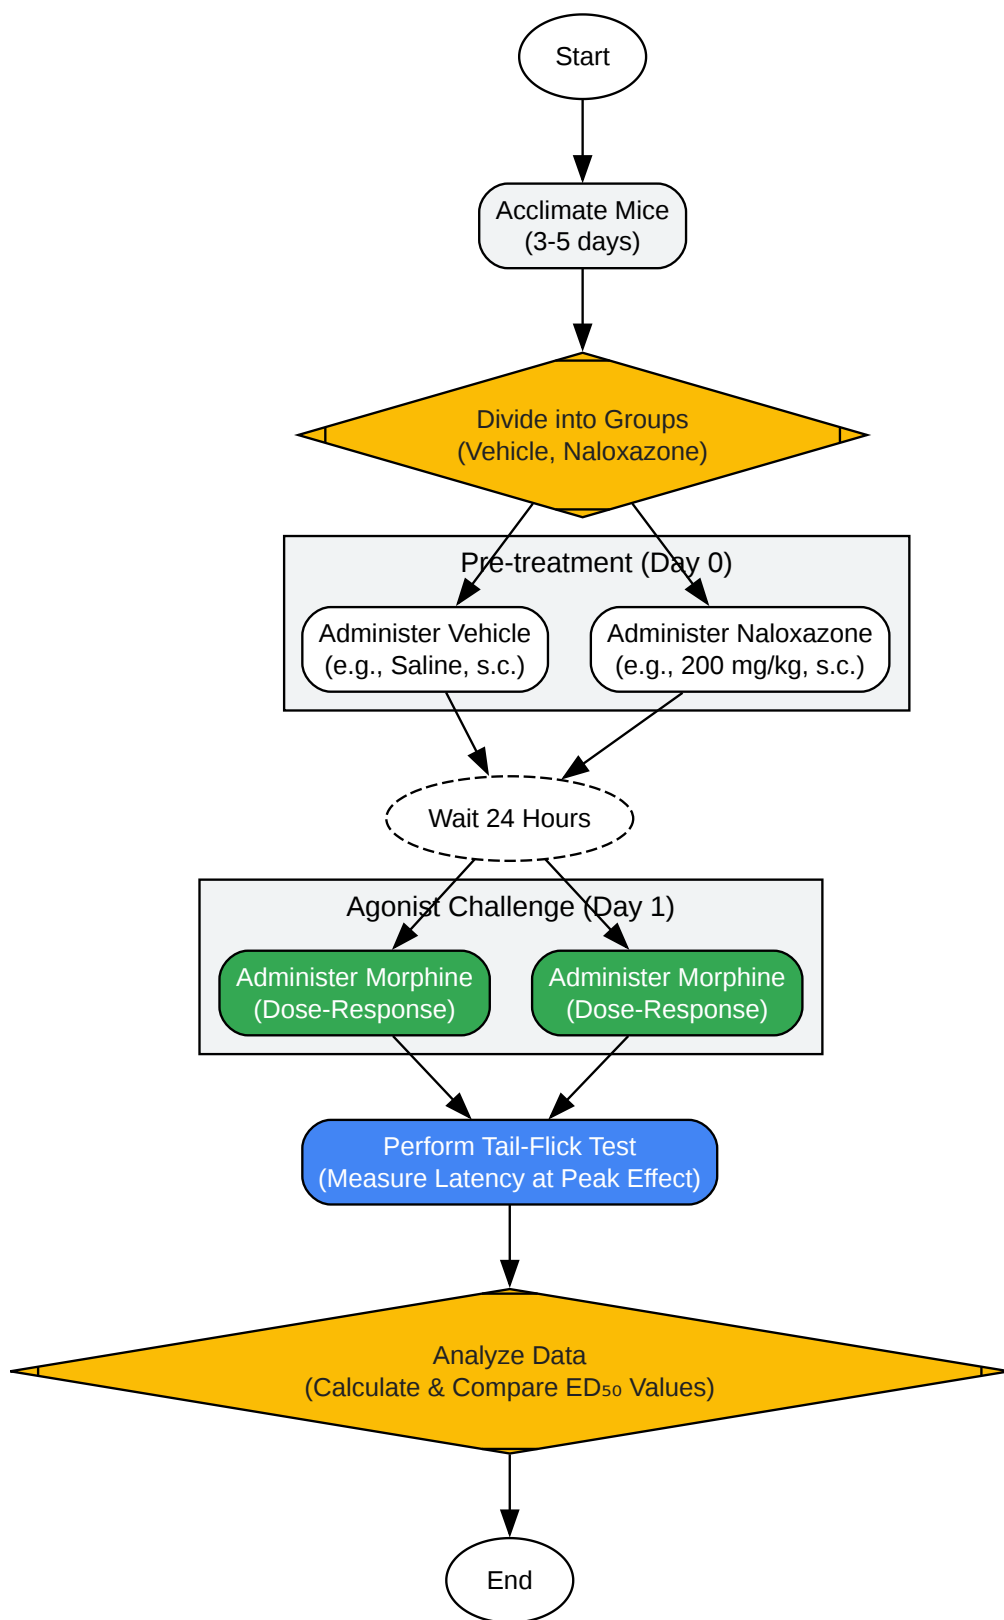 Start
Acclimate Mice
(3-5 days)
Divide into Groups
(Vehicle, Naloxazone)
Pre-treatment (Day 0)
Administer Vehicle
(e.g., Saline, s.c.)
Administer Naloxazone
(e.g., 200 mg/kg, s.c.)
Wait 24 Hours
Agonist Challenge (Day 1)
Administer Morphine
(Dose-Response)
Administer Morphine
(Dose-Response)
Perform Tail-Flick Test
(Measure Latency at Peak Effect)
Analyze Data
(Calculate & Compare ED₅₀ Values)
End